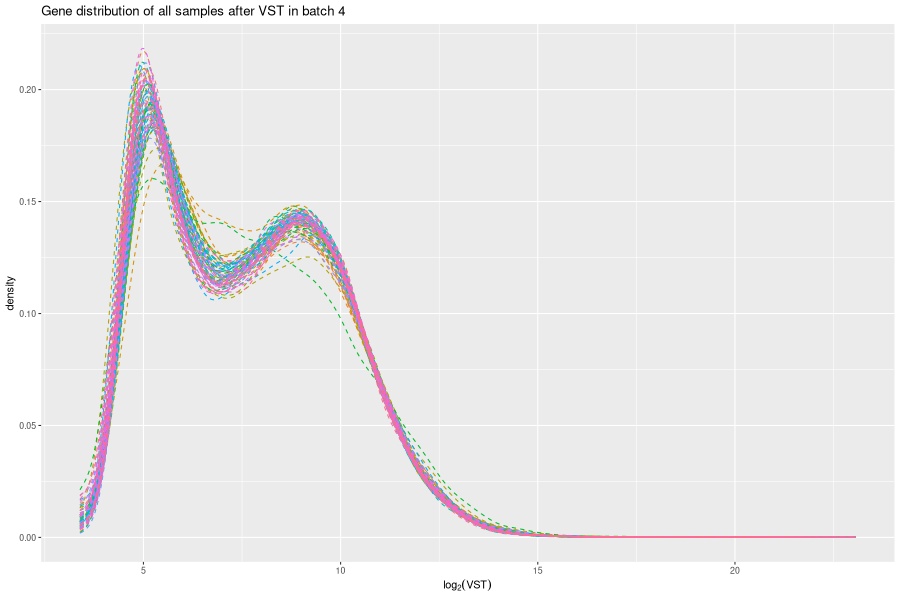 Gene distribution of all samples after VST in batch 4
density
0.20
0.15
0.10
0.05
0.00
5 10 15 20
log₂(VST)